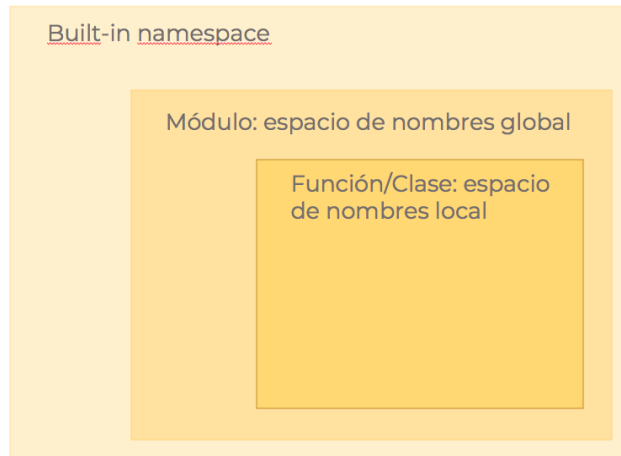 Built-in namespace
Módulo: espacio de nombres global
Función/Clase: espacio
de nombres local